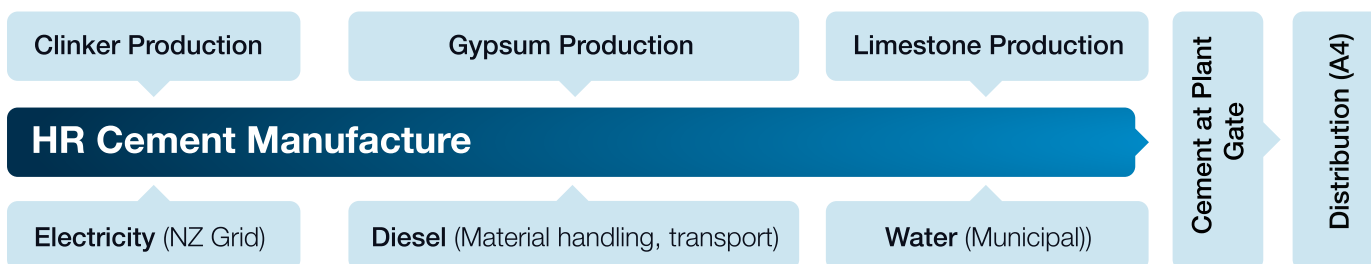 Clinker Production
Gypsum Production
Limestone Production
HR Cement Manufacture
Electricity (NZ Grid)
Diesel (Material handling, transport)
Water (Municipal))
Cement at Plant
Gate
Distribution (A4)